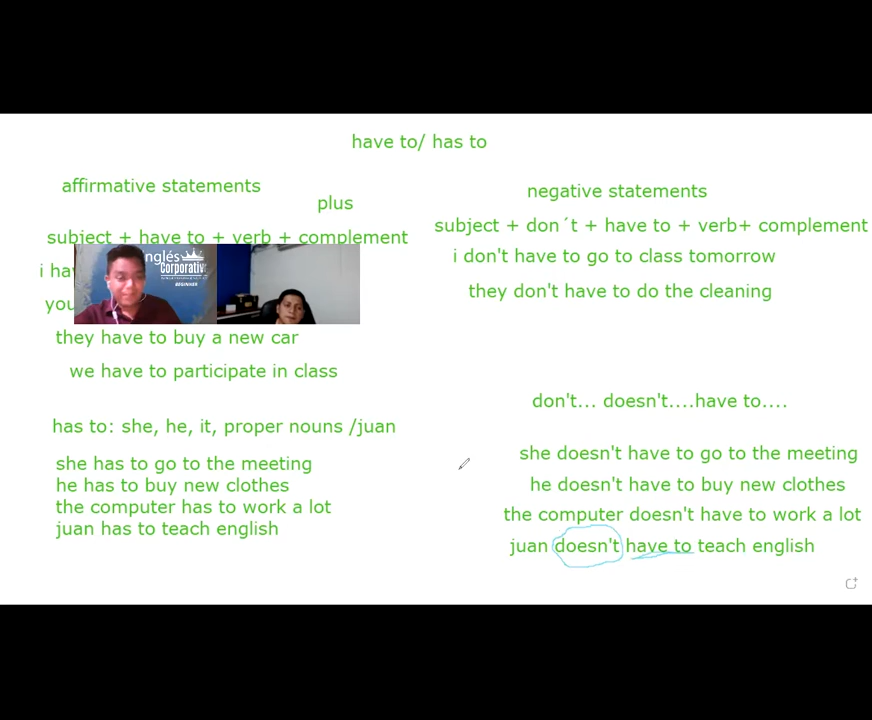 have to/ has to
affirmative statements
plus
subject + have to + verb + complement
i
you
they have to buy a new car
we have to participate in class
has to: she, he, it, proper nouns /juan
she has to go to the meeting
he has to buy new clothes
the computer has to work a lot
juan has to teach english
Inglés
Corporativo
BEGINNER
negative statements
subject + don´t + have to + verb+ complement
i don't have to go to class tomorrow
they don't have to do the cleaning
don't... doesn't....have to....
she doesn't have to go to the meeting
he doesn't have to buy new clothes
the computer doesn't have to work a lot
juan doesn't have to teach english